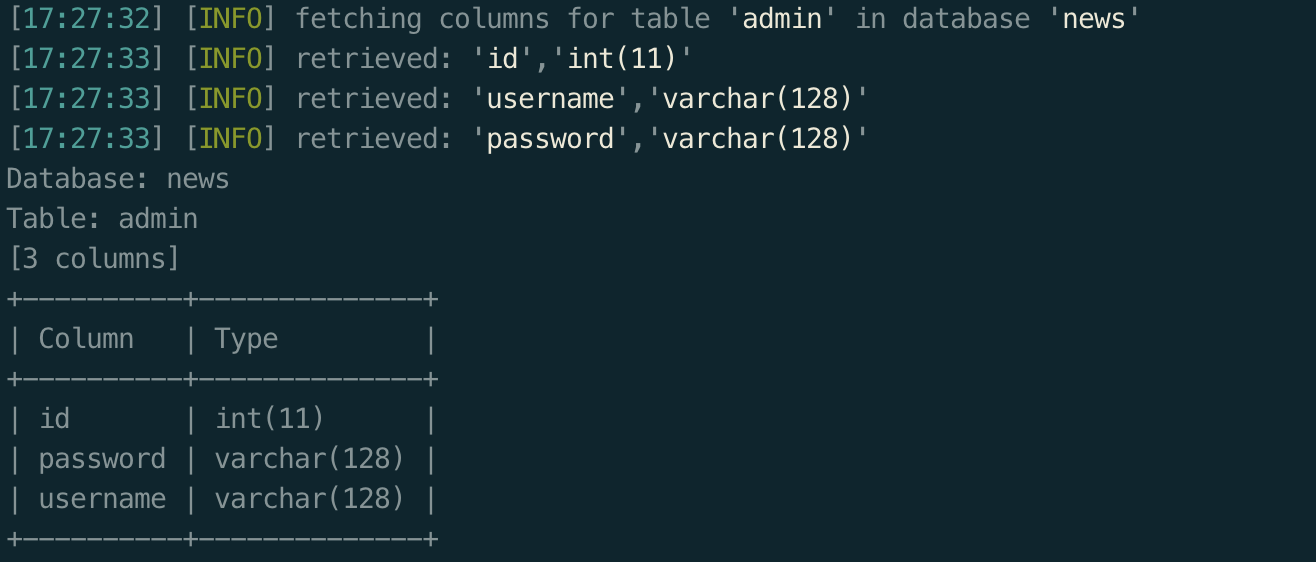 [17:27:32] [INFO] fetching columns for table 'admin' in database 'news'
[17:27:33] [INFO] retrieved: 'id','int(11)'
[17:27:33] [INFO] retrieved: 'username','varchar(128)'
[17:27:33] [INFO] retrieved: 'password','varchar(128)'
Database: news
Table: admin
[3 columns]
+----------+--------------+
| Column   | Type         |
+----------+--------------+
| id       | int(11)      |
| password | varchar(128) |
| username | varchar(128) |
+----------+--------------+